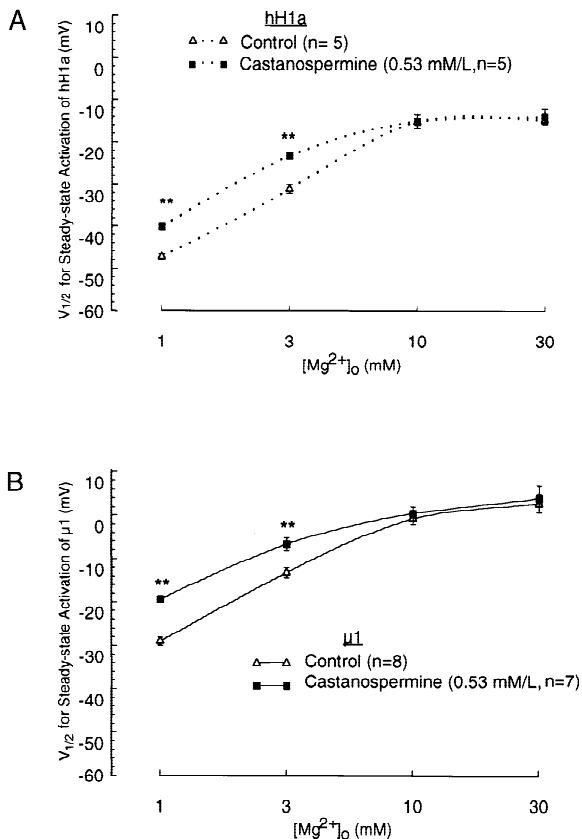 A
hH1a
Control (n= 5)
Castanospermine (0.53 mM/L,n=5)
V1/2 for Steady-state Activation of hH1a (mV)
10
0
-10
-20
-30
-40
-50
-60
**
**
1
3
10
30
[Mg2+]o (mM)
B
V1/2 for Steady-state Activation of µ1 (mV)
10
0
-10
-20
-30
-40
-50
-60
**
**
µ1
Control (n=8)
Castanospermine (0.53 mM/L, n=7)
1
3
10
30
[Mg2+]o (mM)